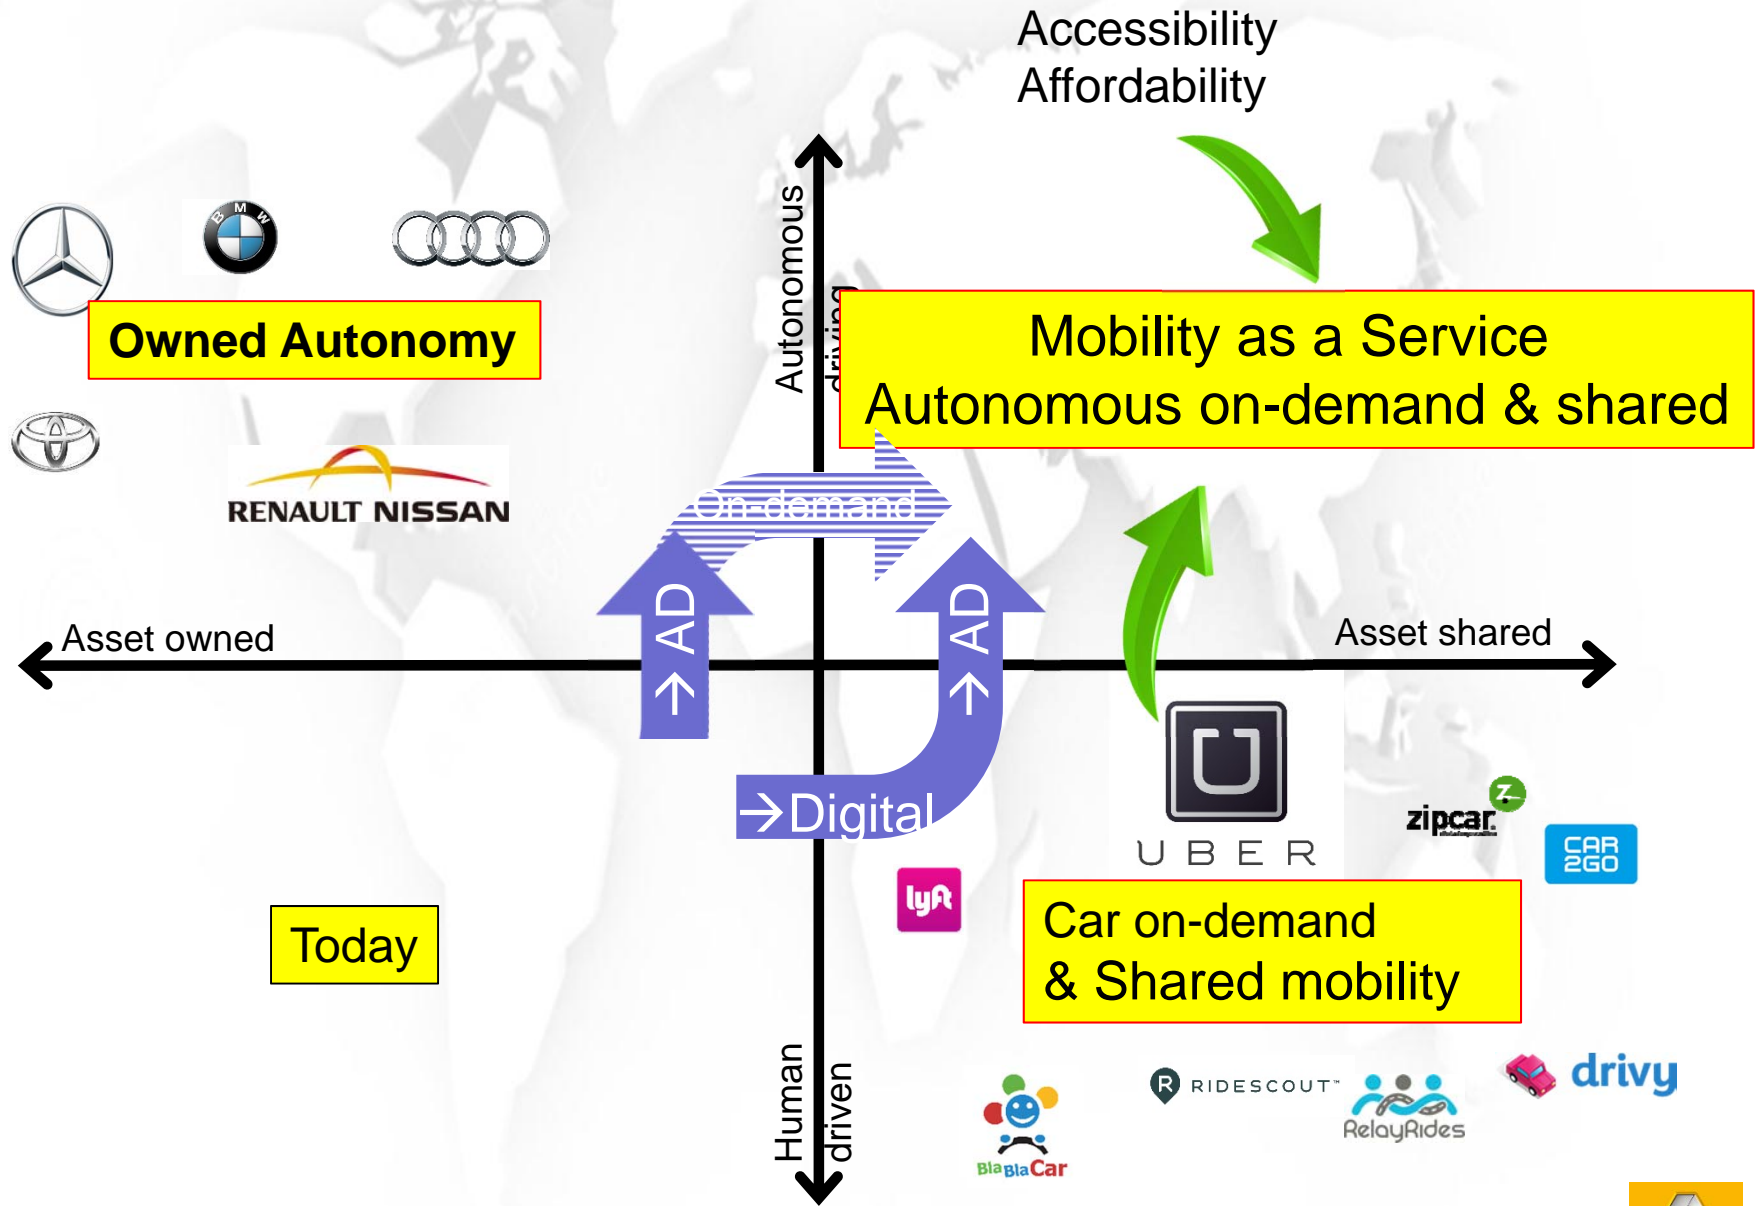 Accessibility
Affordability
Autonomous
driving
BMW
Owned Autonomy
Mobility as a Service
Autonomous on-demand & shared
RENAULT NISSAN
On-demand
→ AD
→ AD
Asset owned
Asset shared
→Digital
UBER
zipcar.
CAR
2GO
lyft
Today
Car on-demand
& Shared mobility
Human
driven
BlaBlaCar
R RIDESCOUT™
RelayRides
drivy